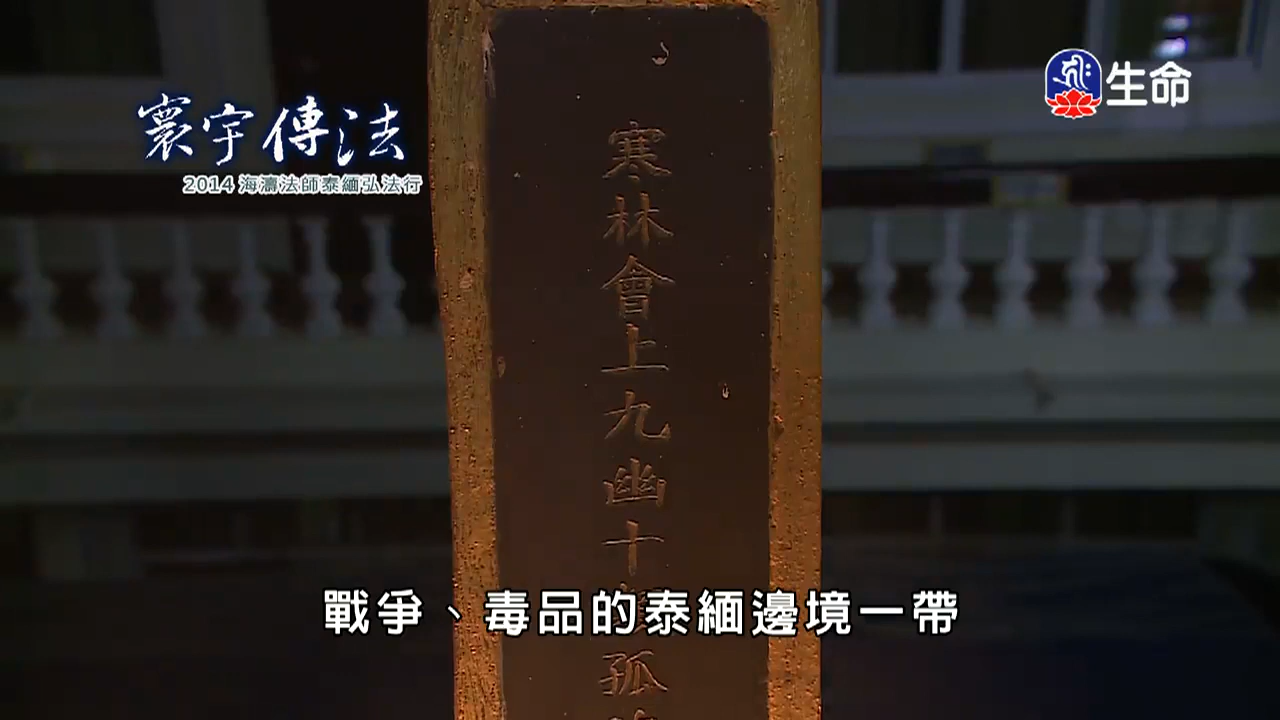 寰宇傳法
2014 海濤法師泰緬弘法行
生命
寒林會上九幽十
孤
戰爭、毒品的泰緬邊境一帶